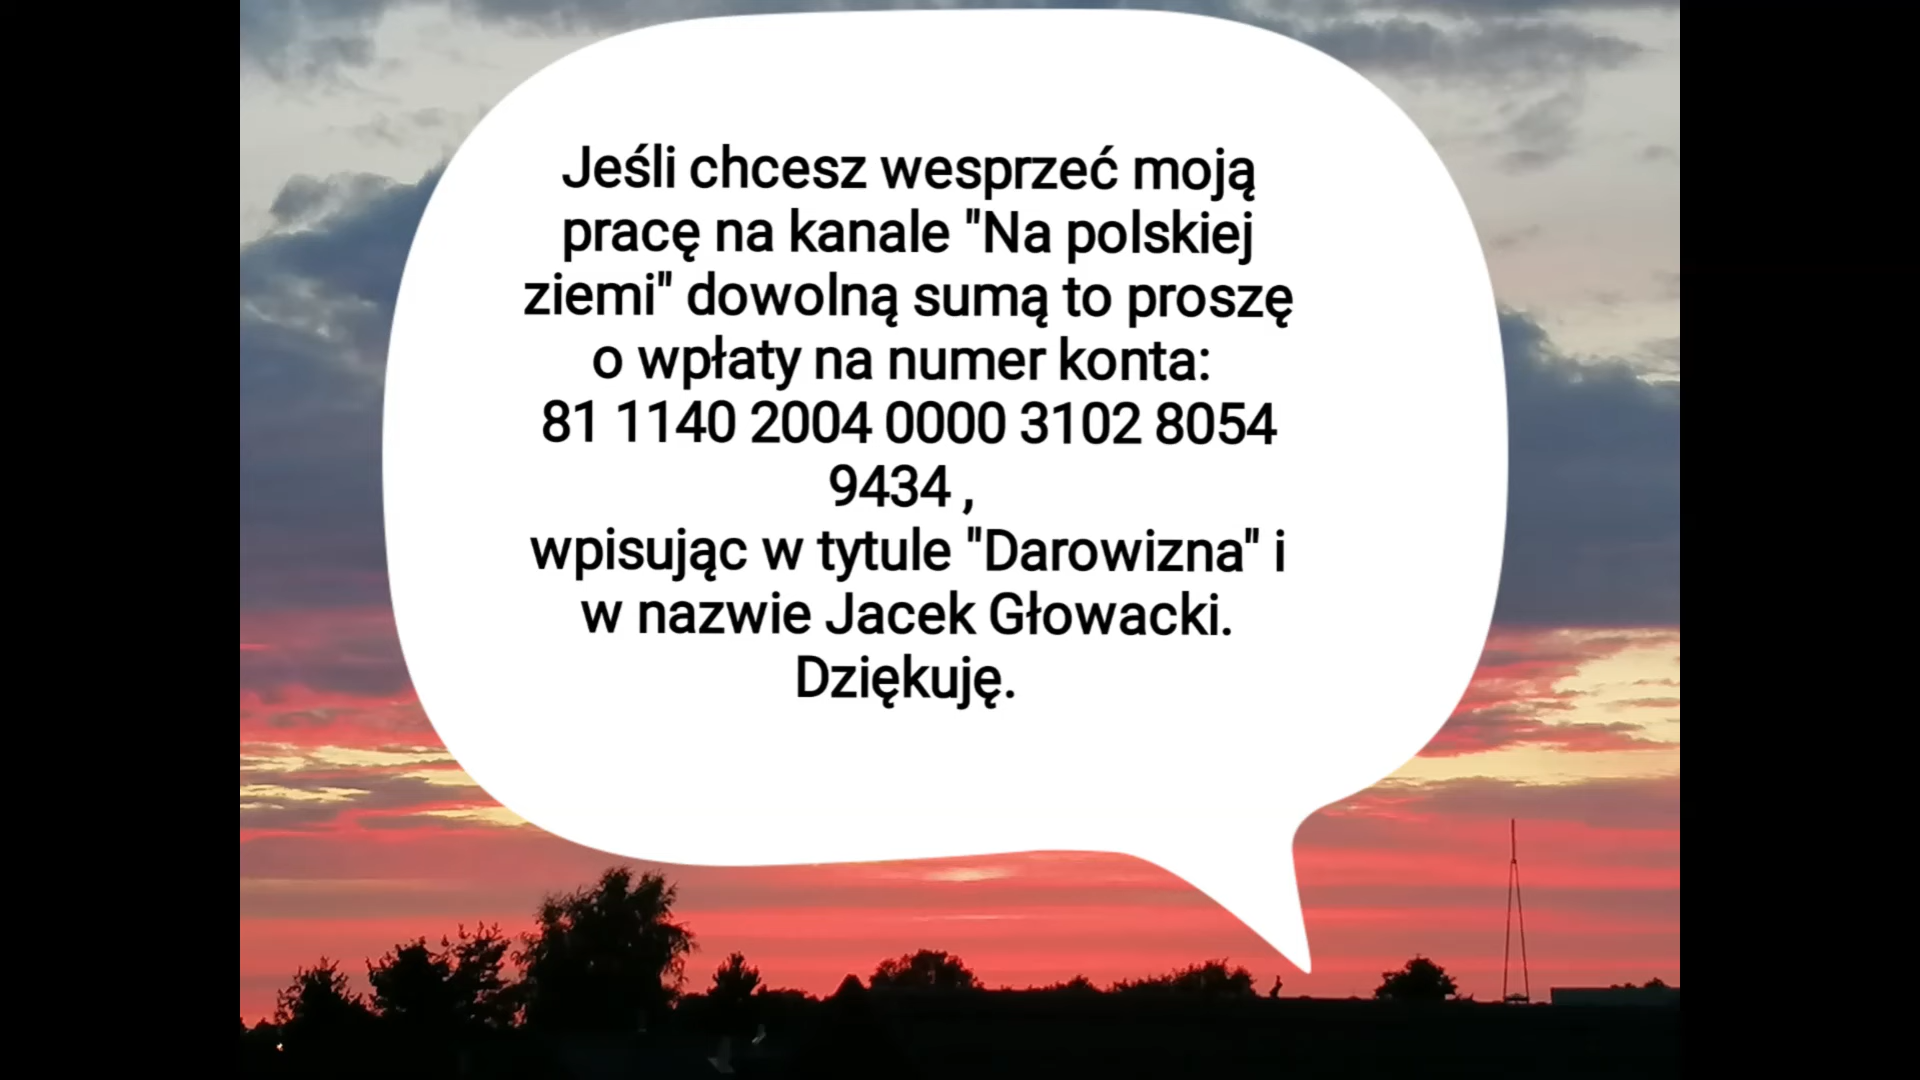 Jeśli chcesz wesprzeć moją
pracę na kanale "Na polskiej
ziemi" dowolną sumą to proszę
o wpłaty na numer konta:
81 1140 2004 0000 3102 8054
9434 ,
wpisując w tytule "Darowizna" i
w nazwie Jacek Głowacki.
Dziękuję.